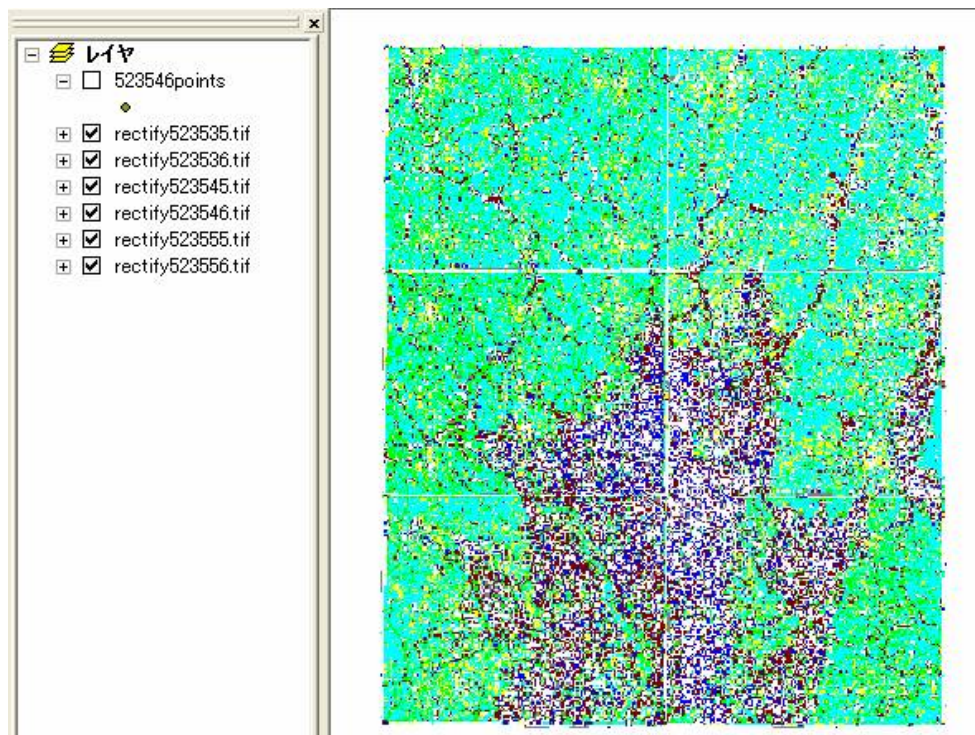 レイヤ
523546points
rectify523535.tif
rectify523536.tif
rectify523545.tif
rectify523546.tif
rectify523555.tif
rectify523556.tif